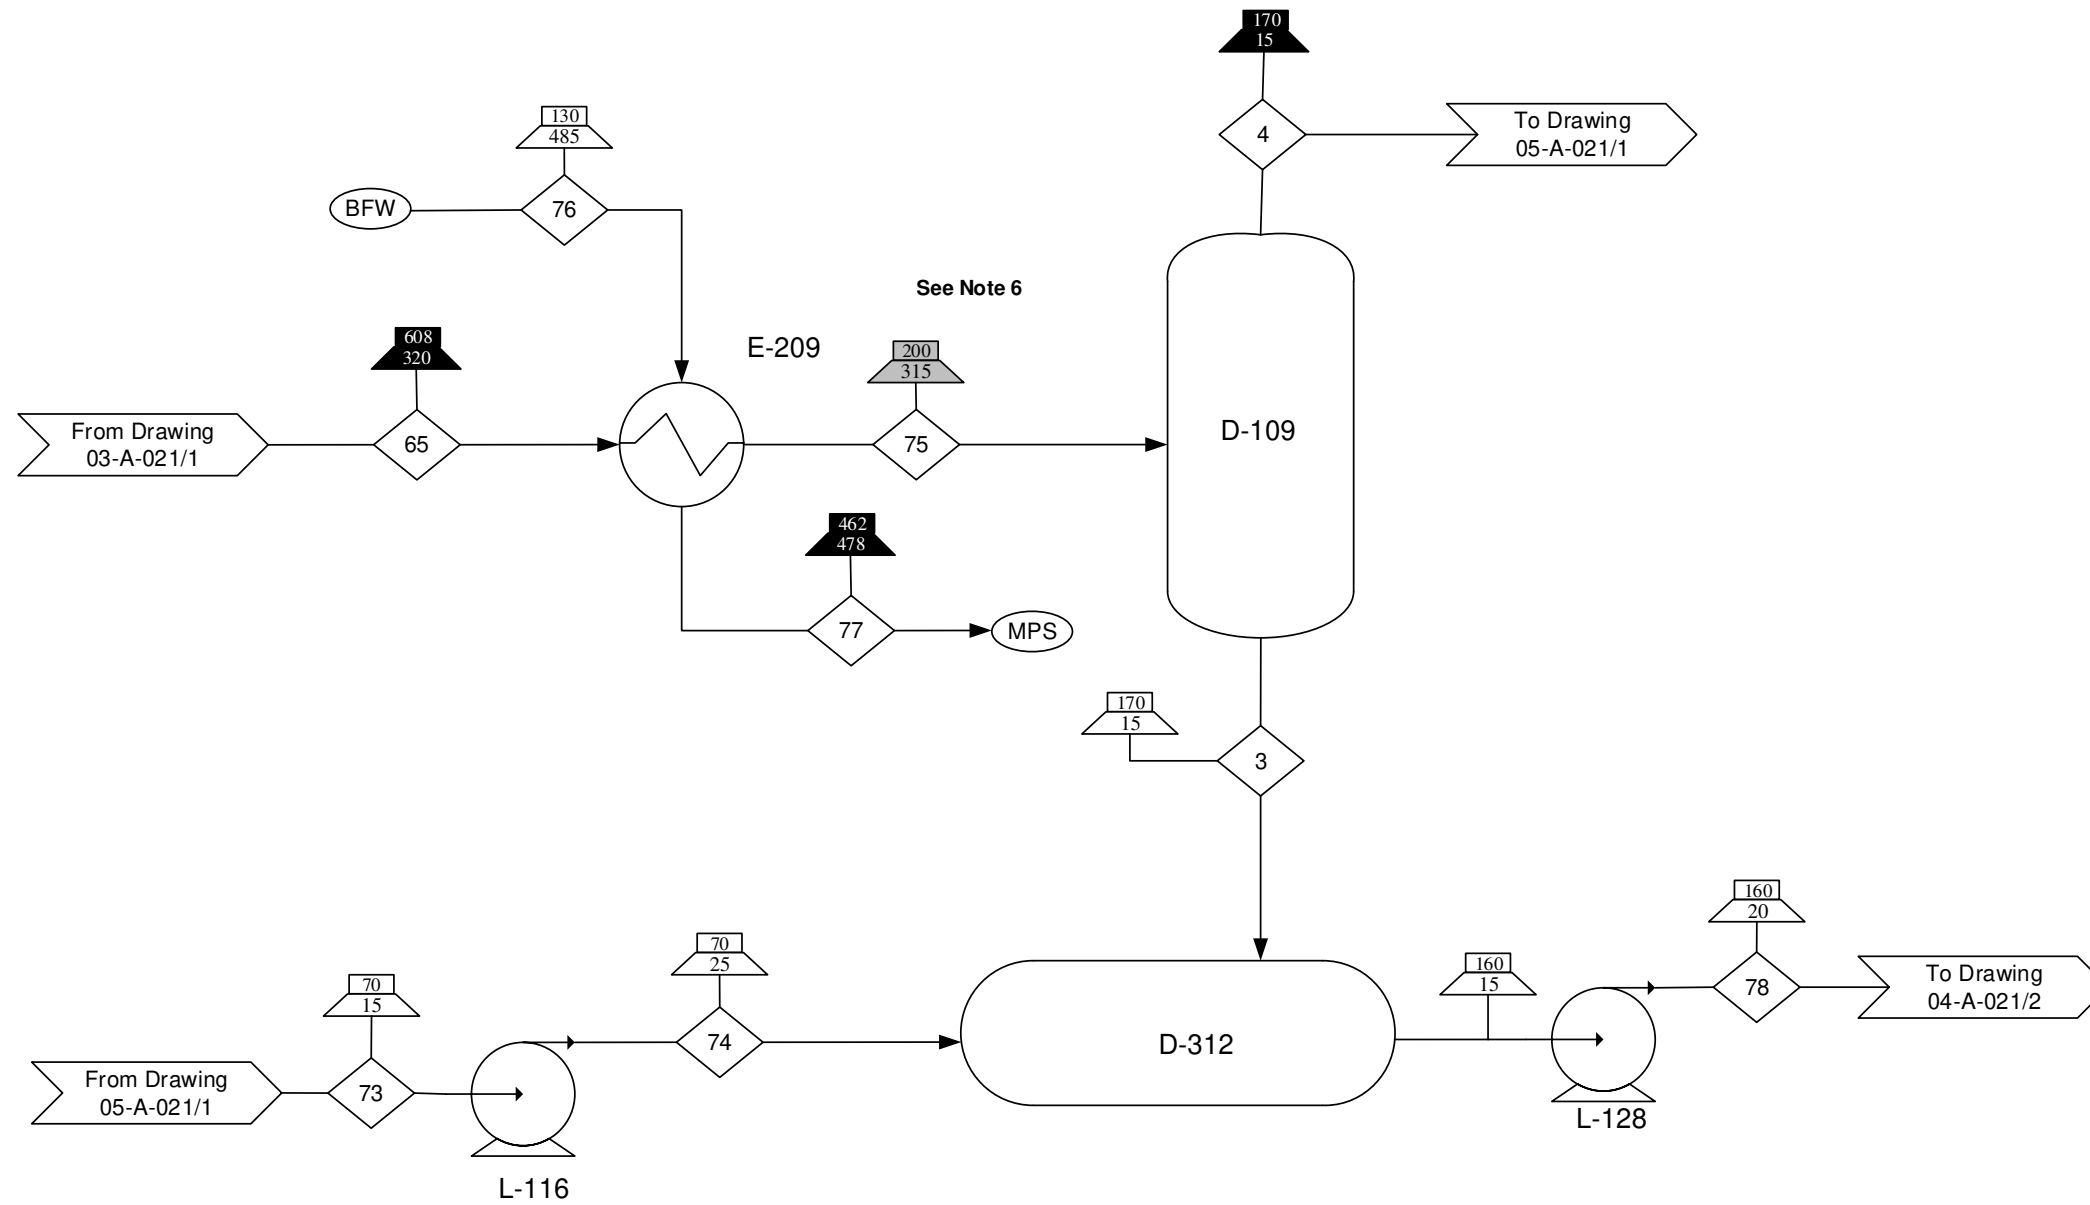 170
15
4
To Drawing
05-A-021/1
130
485
BFW
76
See Note 6
608
320
E-209
200
315
From Drawing
03-A-021/1
65
75
D-109
462
478
77
MPS
170
15
3
160
20
70
25
160
15
To Drawing
04-A-021/2
78
70
15
74
D-312
From Drawing
05-A-021/1
73
L-128
L-116